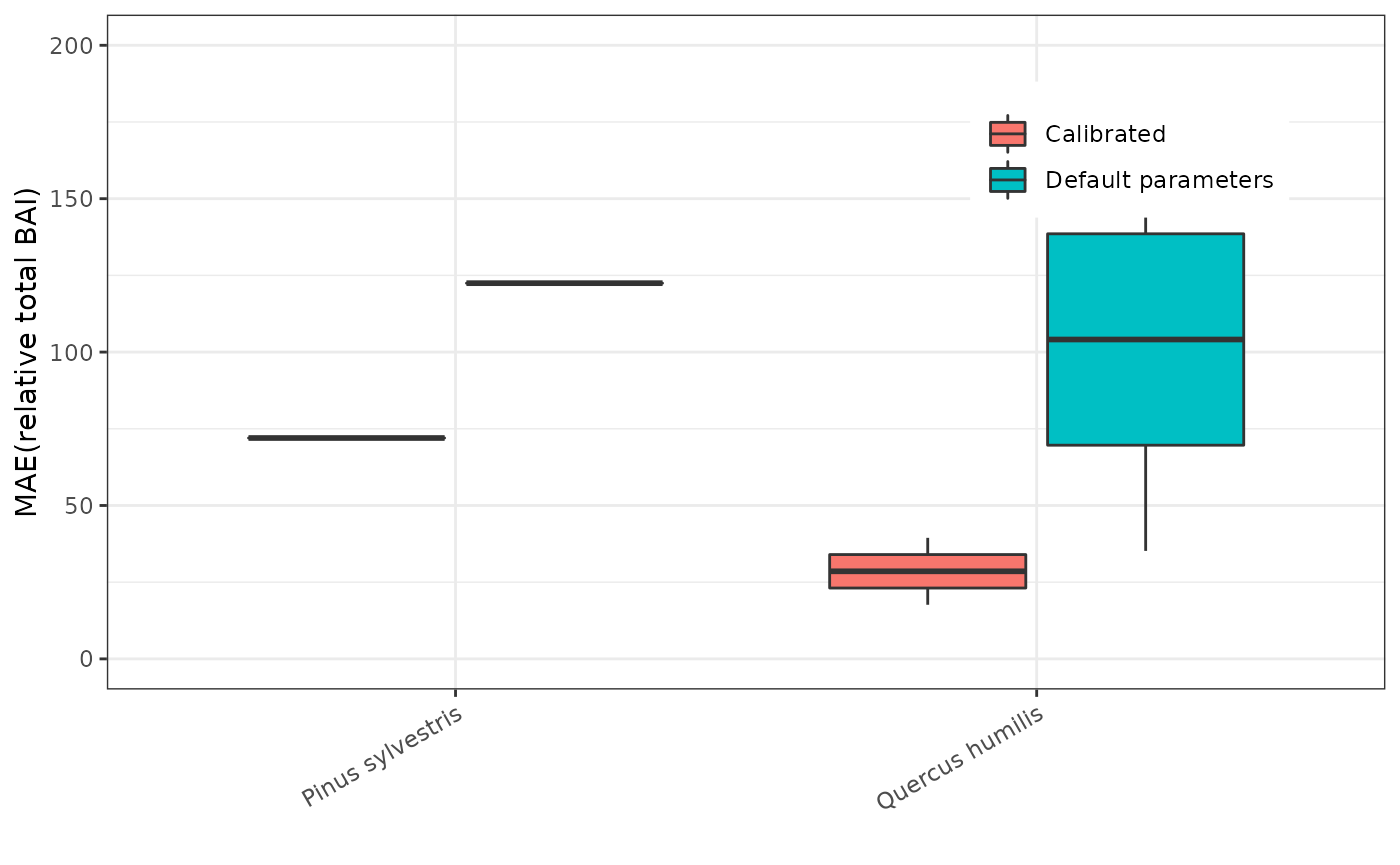 MAE(relative total BAI)
200
150
100
50
0
Calibrated
Default parameters
Pinus sylvestris
Quercus humilis